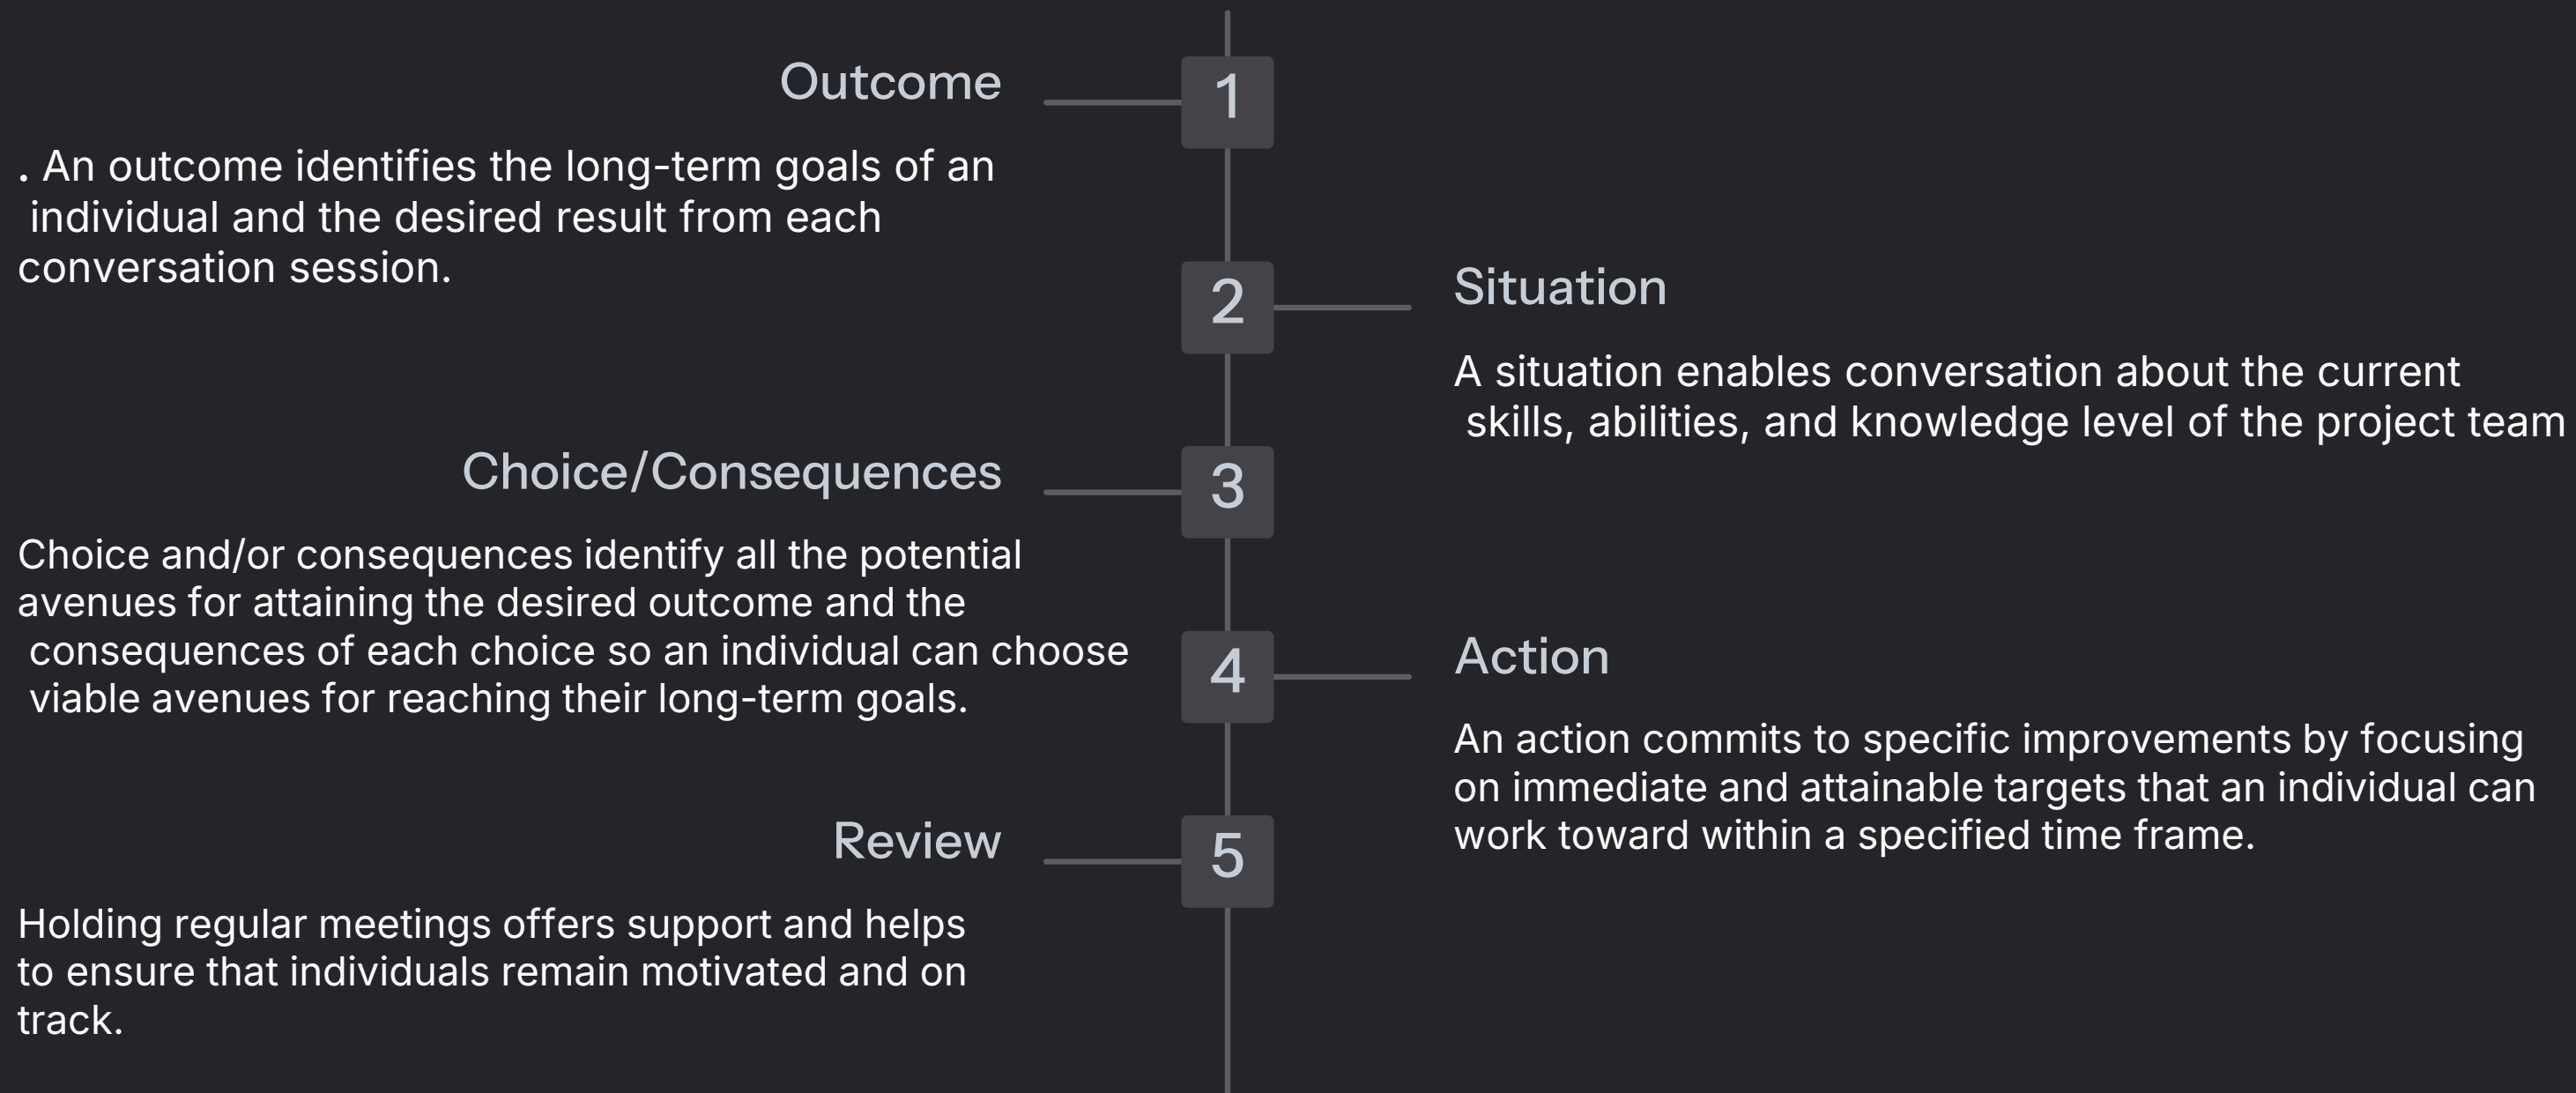 Outcome
1
. An outcome identifies the long-term goals of an
individual and the desired result from each
conversation session.
2
Situation
A situation enables conversation about the current
skills, abilities, and knowledge level of the project team
Choice/Consequences
3
Choice and/or consequences identify all the potential
avenues for attaining the desired outcome and the
consequences of each choice so an individual can choose
viable avenues for reaching their long-term goals.
4
Action
An action commits to specific improvements by focusing
on immediate and attainable targets that an individual can
work toward within a specified time frame.
Review
5
Holding regular meetings offers support and helps
to ensure that individuals remain motivated and on
track.